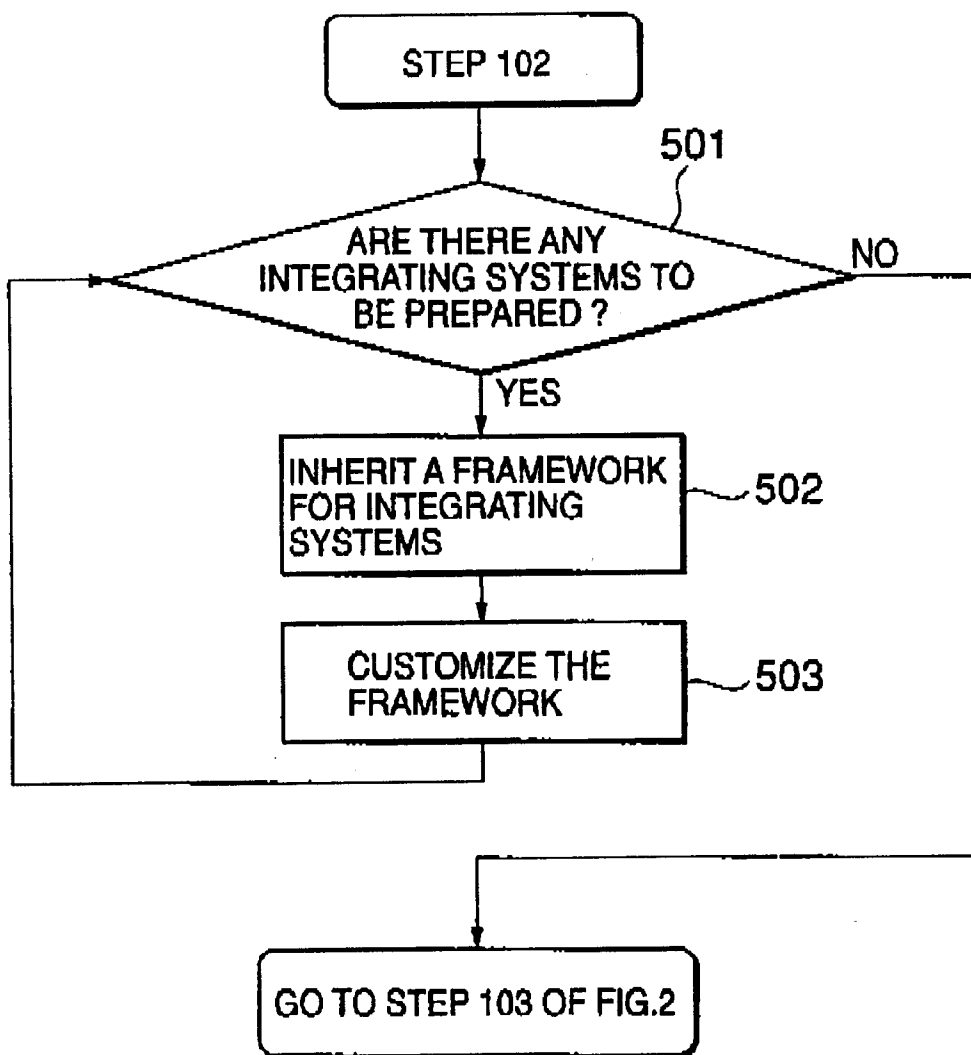 STEP 102
501
ARE THERE ANY
INTEGRATING SYSTEMS TO
BE PREPARED ?
NO
YES
INHERIT A FRAMEWORK
FOR INTEGRATING
SYSTEMS
502
CUSTOMIZE THE
FRAMEWORK
503
GO TO STEP 103 OF FIG.2